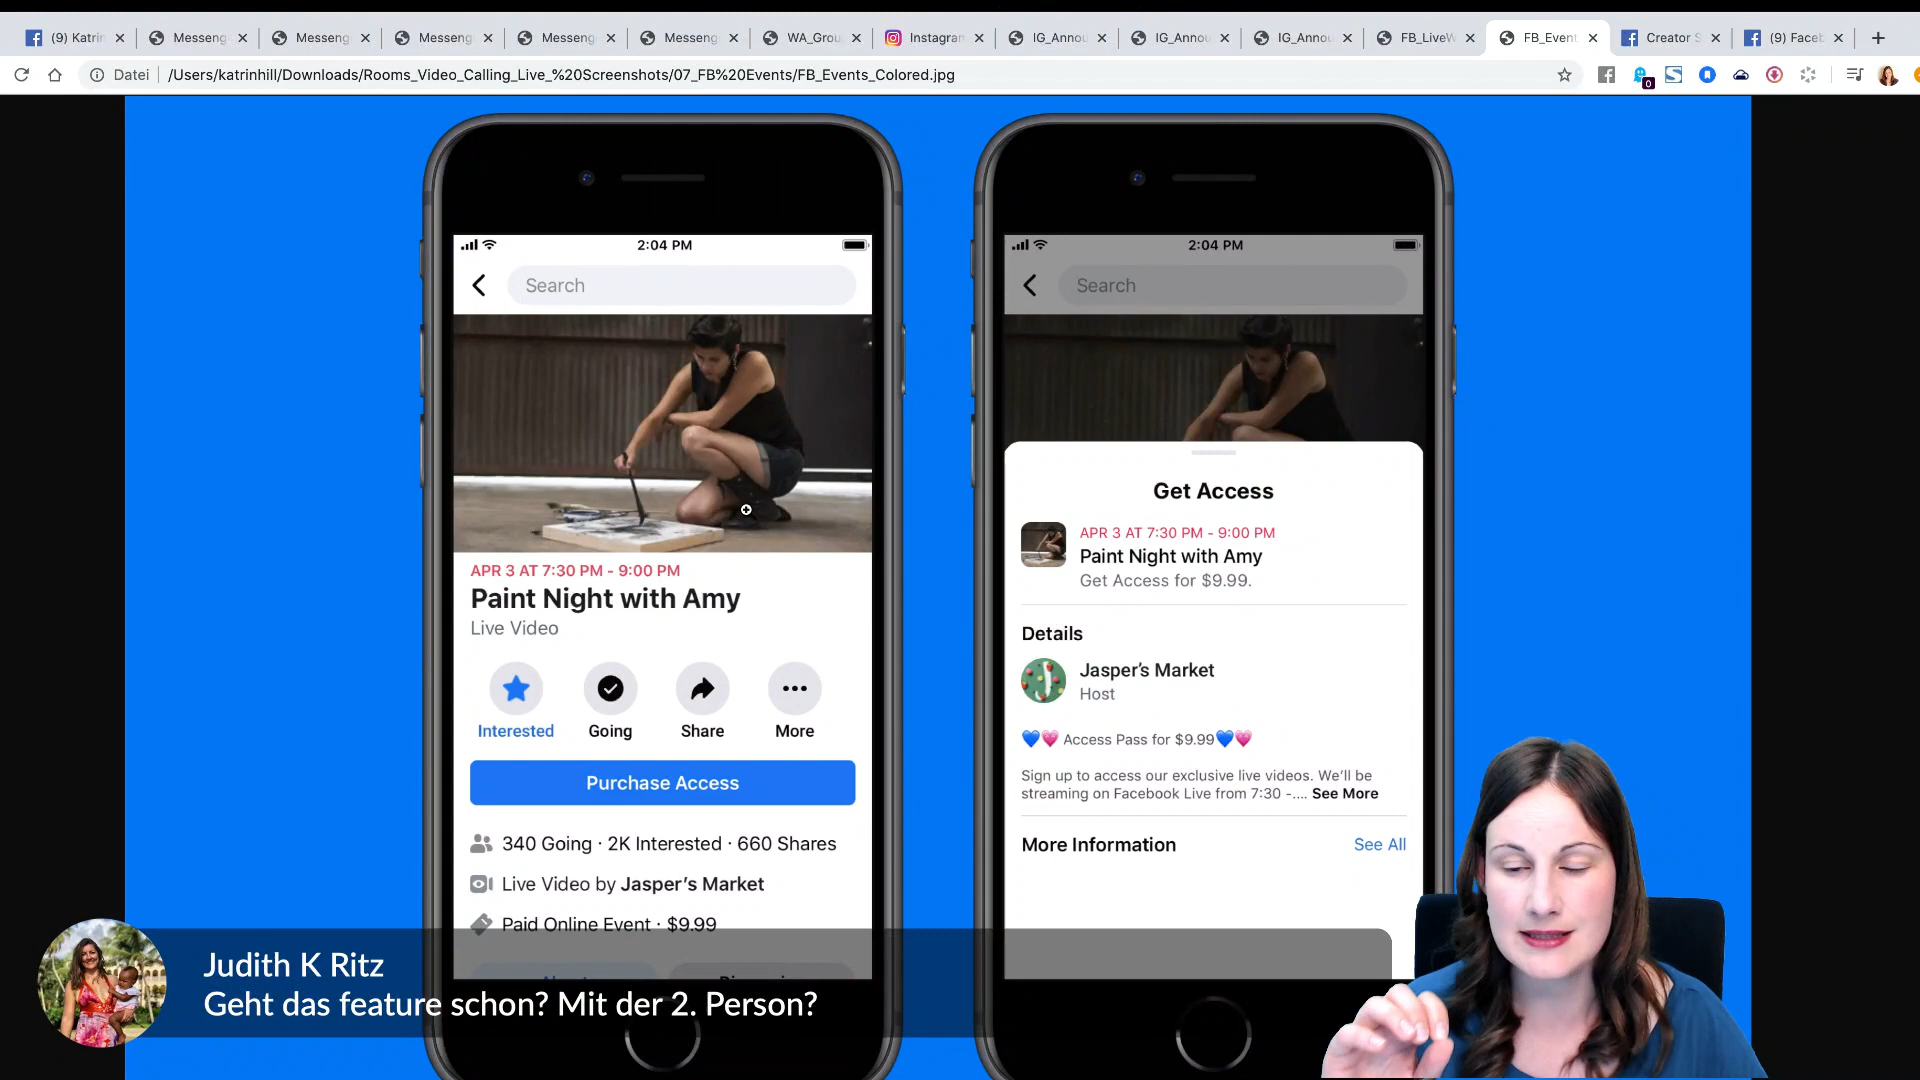 (9) Katrin
Messeng
Messeng
Messeng
Messeng
Messeng
WA_Grou
Instagram
IG_Annou
IG_Annou
IG_Annou
FB_LiveW
FB_Event
Creator S
(9) Faceb
Datei
/Users/katrinhill/Downloads/Rooms_Video_Calling_Live_%20Screenshots/07_FB%20Events/FB_Events_Colored.jpg
0
2:04 PM
Search
APR 3 AT 7:30 PM - 9:00 PM
Paint Night with Amy
Live Video
Interested
Going
Share
More
Purchase Access
340 Going · 2K Interested · 660 Shares
Live Video by Jasper's Market
Paid Online Event · $9.99
2:04 PM
Search
Get Access
APR 3 AT 7:30 PM - 9:00 PM
Paint Night with Amy
Get Access for $9.99.
Details
Jasper's Market
Host
💙💗 Access Pass for $9.99💙💗
Sign up to access our exclusive live videos. We'll be
streaming on Facebook Live from 7:30 -.... See More
More Information
See All
Judith K Ritz
Geht das feature schon? Mit der 2. Person?